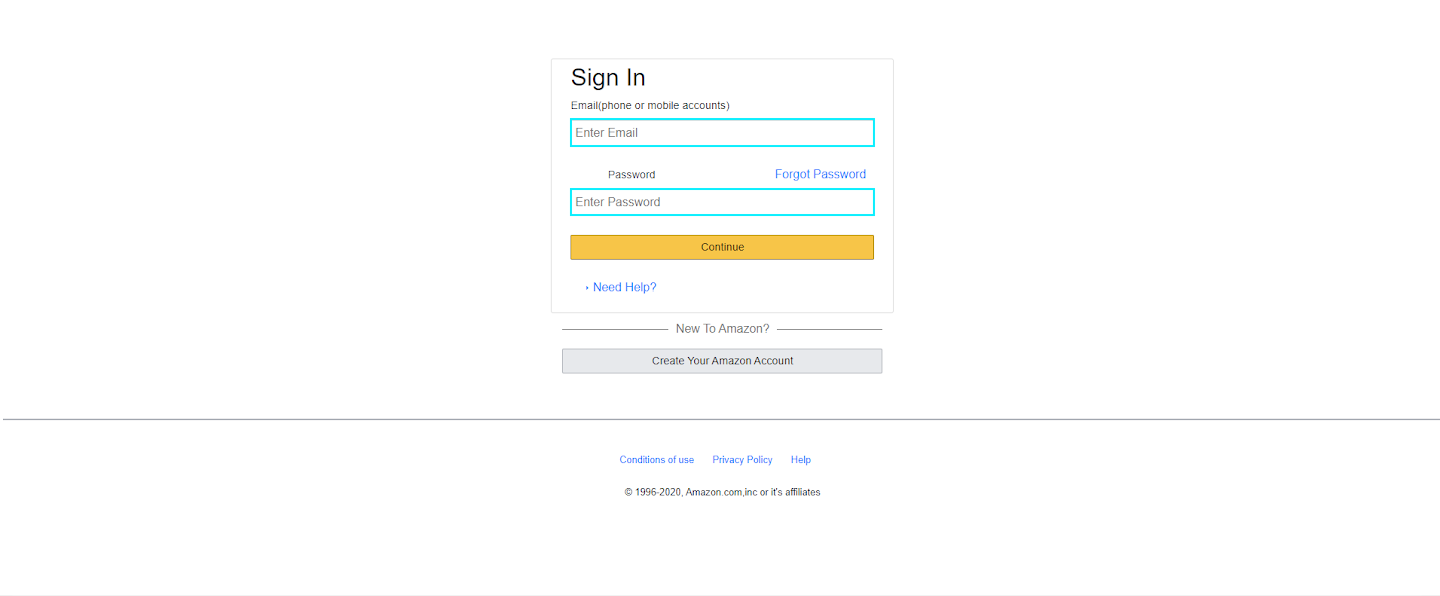 Sign In
Email(phone or mobile accounts)
Enter Email
Password Forgot Password
Enter Password
Continue
Need Help?
New To Amazon?
Create Your Amazon Account
Conditions of use Privacy Policy Help
© 1996-2020, Amazon.com,inc or it's affiliates